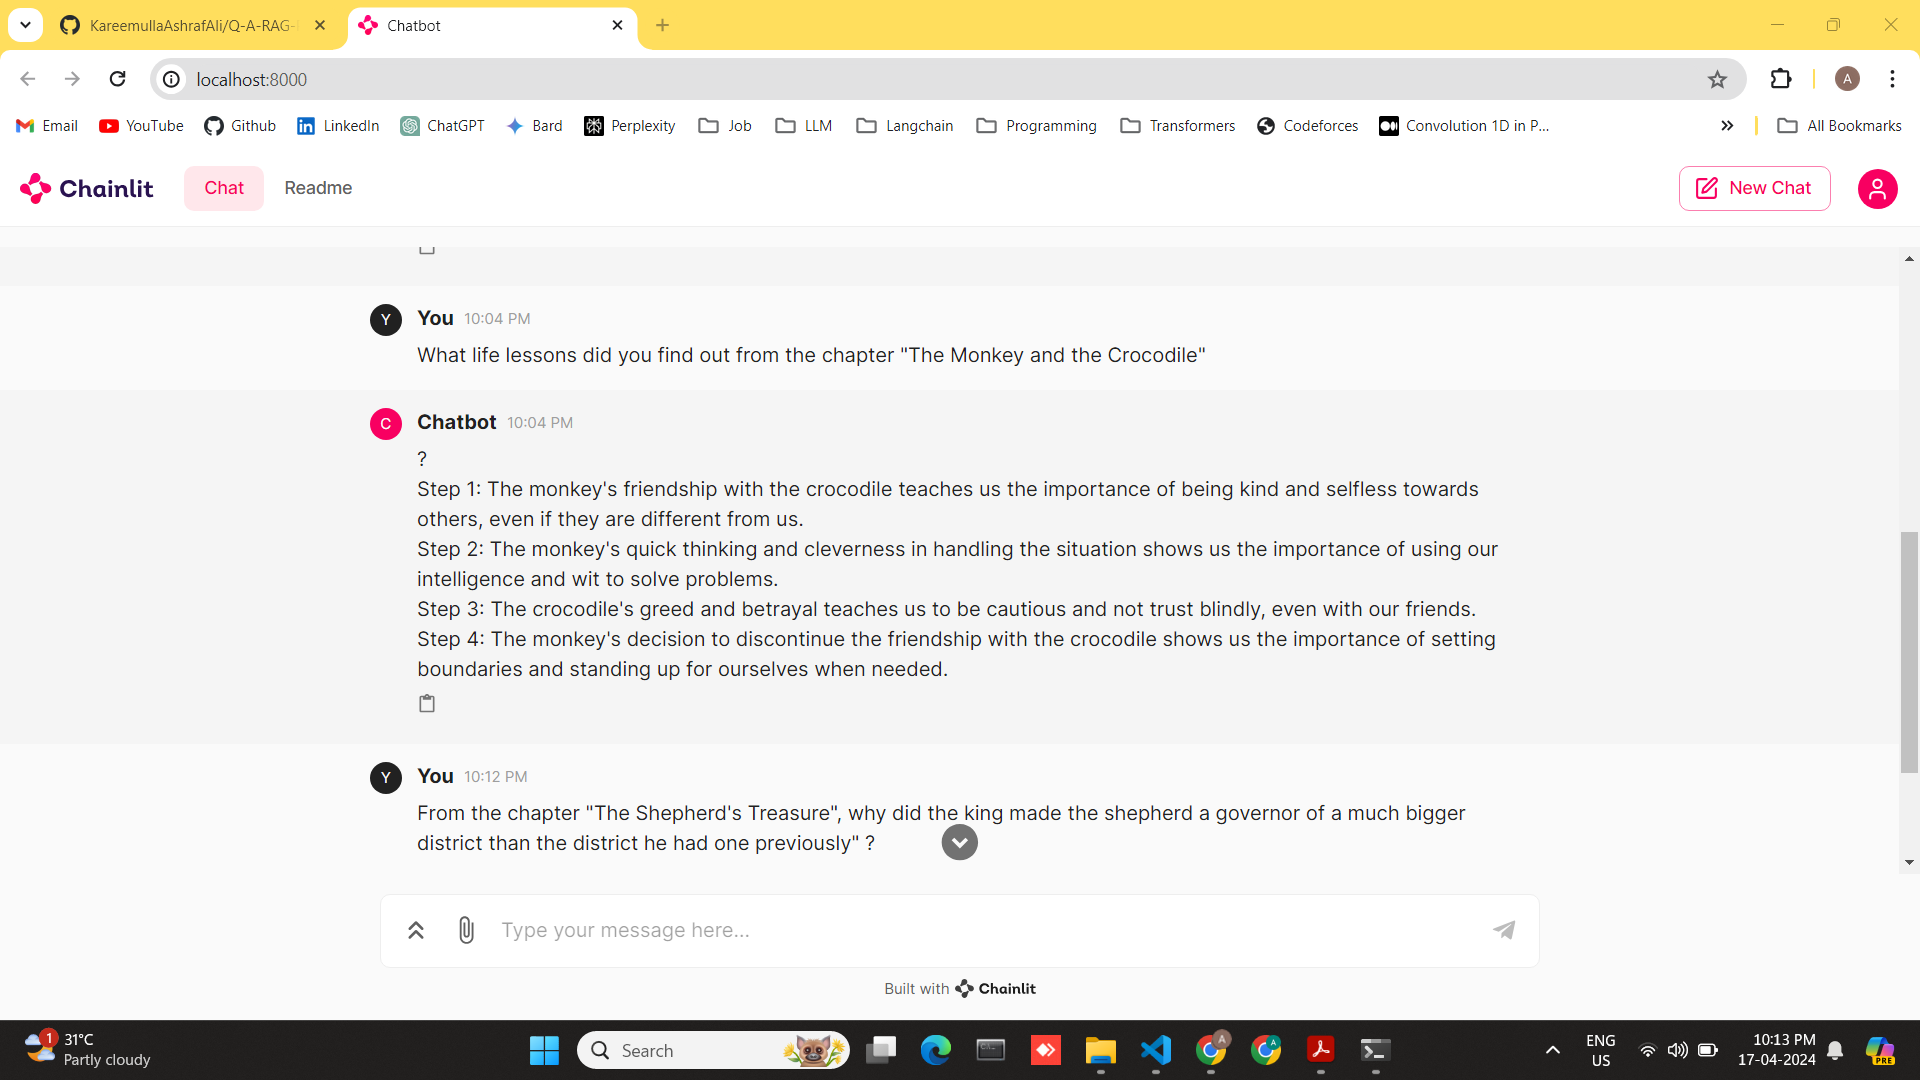 KareemullaAshrafAli/Q-A-RAG-
Chatbot
localhost:8000
A
Email
YouTube
Github
LinkedIn
ChatGPT
Bard
Perplexity
Job
LLM
Langchain
Programming
Transformers
Codeforces
Convolution 1D in P...
All Bookmarks
Chainlit
Chat
Readme
New Chat
Y
You 10:04 PM
What life lessons did you find out from the chapter "The Monkey and the Crocodile"
C
Chatbot 10:04 PM
?
Step 1: The monkey's friendship with the crocodile teaches us the importance of being kind and selfless towards
others, even if they are different from us.
Step 2: The monkey's quick thinking and cleverness in handling the situation shows us the importance of using our
intelligence and wit to solve problems.
Step 3: The crocodile's greed and betrayal teaches us to be cautious and not trust blindly, even with our friends.
Step 4: The monkey's decision to discontinue the friendship with the crocodile shows us the importance of setting
boundaries and standing up for ourselves when needed.
Y
You 10:12 PM
From the chapter "The Shepherd's Treasure", why did the king made the shepherd a governor of a much bigger
district than the district he had one previously" ?
Type your message here...
Built with Chainlit
1
31°C
Partly cloudy
Search
A
A
ENG
US
10:13 PM
17-04-2024
PRE